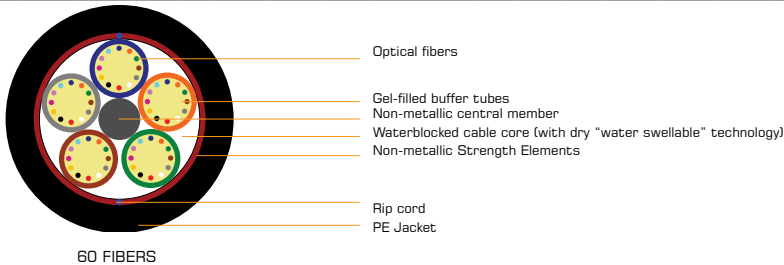 Optical fibers
Gel-filled buffer tubes
Non-metallic central member
Waterblocked cable core (with dry “water swellable” technology)
Non-metallic Strength Elements
Rip cord
PE Jacket
60 FIBERS